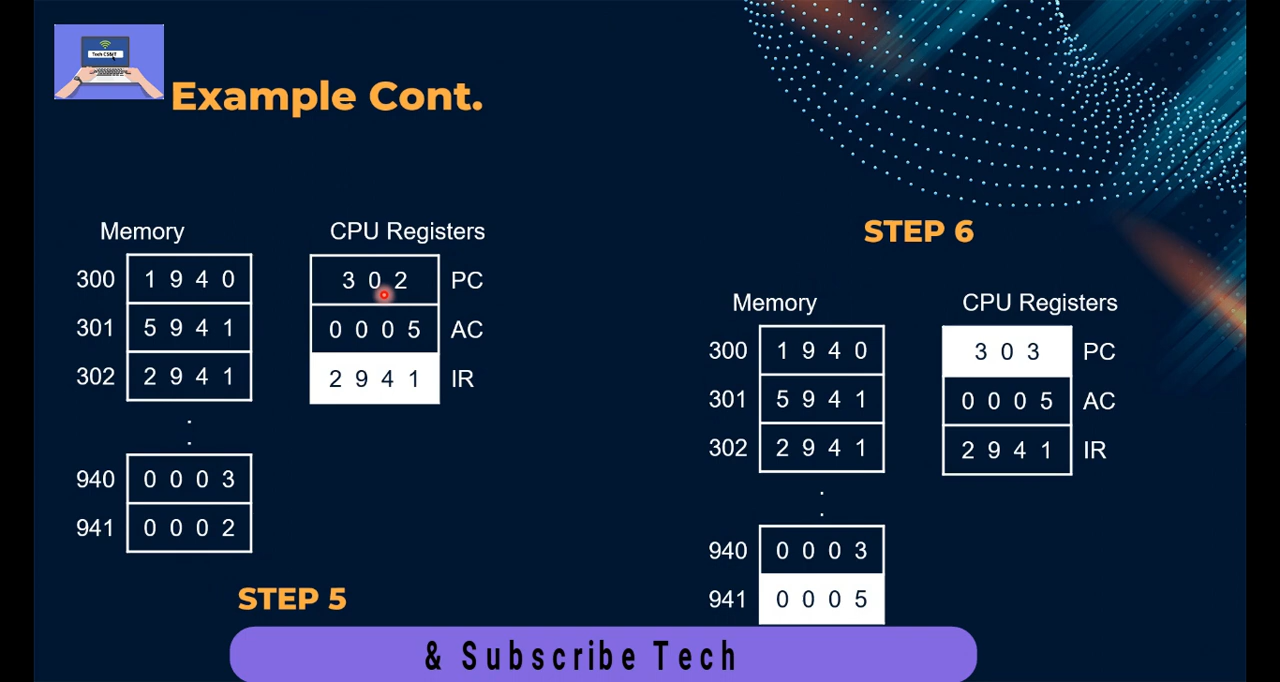 Tech CSBIT
Example Cont.
Memory CPU Registers
300 1 9 4 0 3 0 2 PC
301 5 9 4 1 0 0 0 5 AC
302 2 9 4 1 2 9 4 1 IR
:
940 0 0 0 3
941 0 0 0 2
STEP 5
STEP 6
Memory CPU Registers
300 1 9 4 0 3 0 3 PC
301 5 9 4 1 0 0 0 5 AC
302 2 9 4 1 2 9 4 1 IR
:
940 0 0 0 3
941 0 0 0 5
& Subscribe Tech